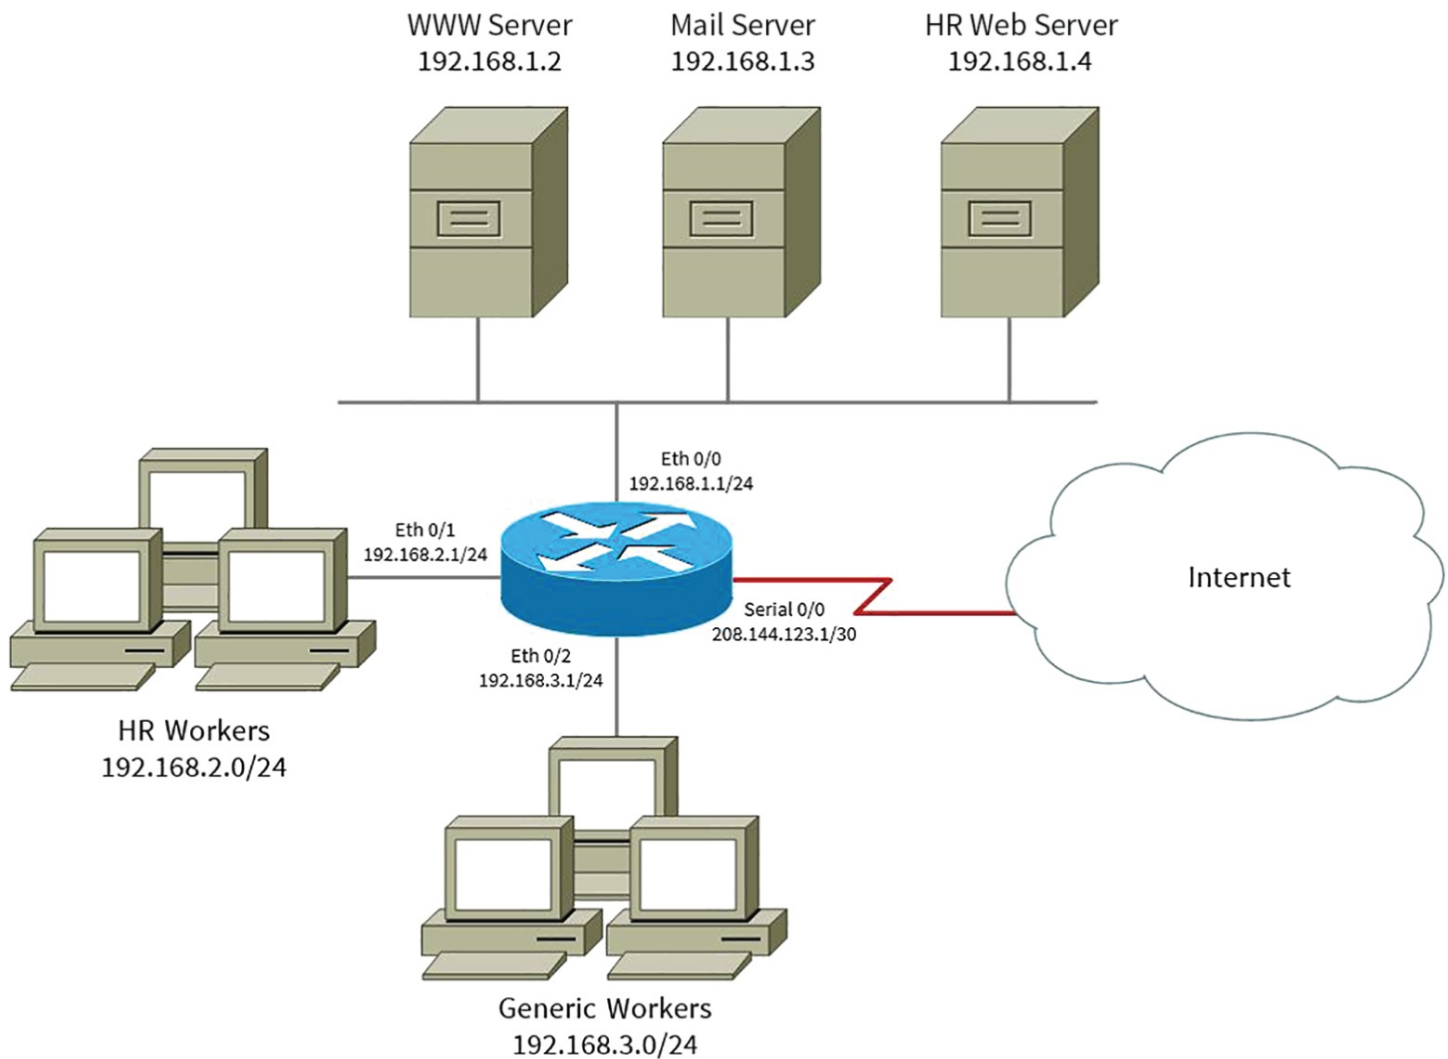 WWW Server
192.168.1.2
Mail Server
192.168.1.3
HR Web Server
192.168.1.4
Eth 0/0
192.168.1.1/24
Eth 0/1
192.168.2.1/24
Internet
Serial 0/0
208.144.123.1/30
Eth 0/2
192.168.3.1/24
HR Workers
192.168.2.0/24
Generic Workers
192.168.3.0/24